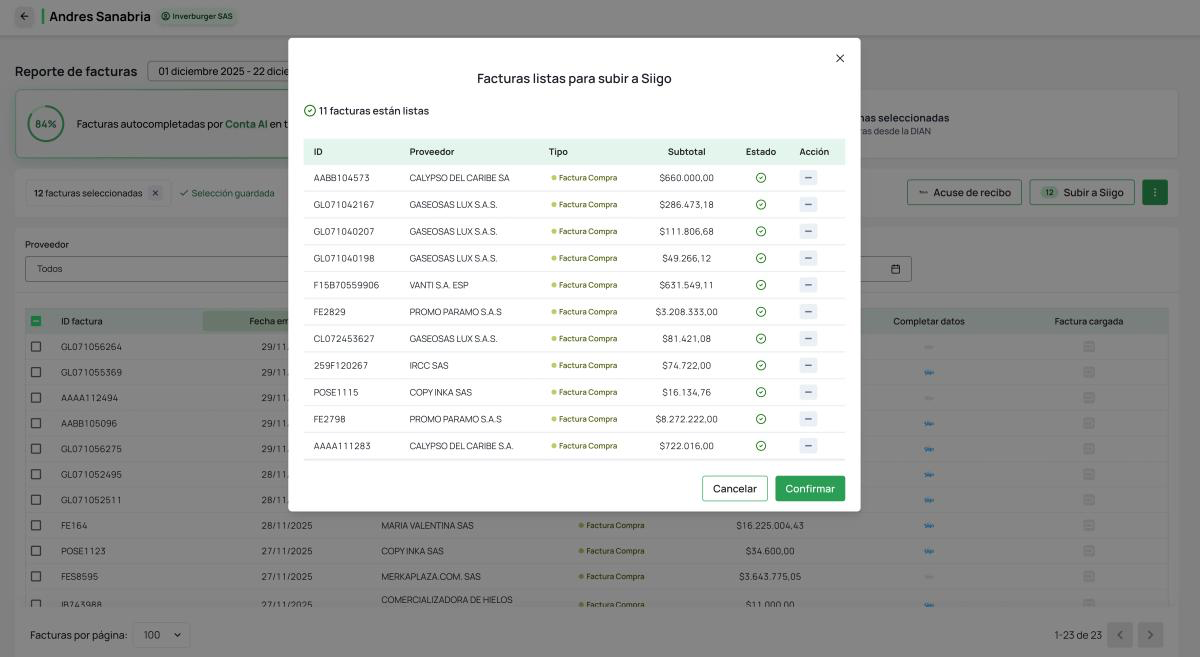 Andres Sanabria
Inverburger SAS
Reporte de facturas
01 diciembre 2025 - 22 dicie
84%
Facturas autocompletadas por Conta AI en t
nas seleccionadas
as desde la DIAN
12 facturas seleccionadas
Selección guardada
Acuse de recibo
12 Subir a Siigo
Proveedor
Todos
Facturas listas para subir a Siigo
11 facturas están listas
ID Proveedor Tipo Subtotal Estado Acción
AABB104573 CALYPSO DEL CARIBE SA Factura Compra $660.000,00
GL071042167 GASEOSAS LUX S.A.S. Factura Compra $286.473,18
GL071040207 GASEOSAS LUX S.A.S. Factura Compra $111.806,68
GL071040198 GASEOSAS LUX S.A.S. Factura Compra $49.266,12
F15B70559906 VANTI S.A. ESP Factura Compra $631.549,11
FE2829 PROMO PARAMO S.A.S Factura Compra $3.208.333,00
CL072453627 GASEOSAS LUX S.A.S. Factura Compra $81.421,08
259F120267 IRCC SAS Factura Compra $74.722,00
POSE1115 COPY INKA SAS Factura Compra $16.134,76
FE2798 PROMO PARAMO S.A.S Factura Compra $8.272.222,00
AAAA111283 CALYPSO DEL CARIBE S.A. Factura Compra $722.016,00
Cancelar
Confirmar
ID factura Fecha em Completar datos Factura cargada
GL071056264 29/11/
GL071055369 29/11/
AAAA112494 29/11/
AABB105096 29/11/
GL071056275 29/11/
GL071052495 28/11/
GL071052511 28/11/
FE164 28/11/2025 MARIA VALENTINA SAS Factura Compra $16.225.004,43
POSE1123 27/11/2025 COPY INKA SAS Factura Compra $34.600,00
FES8595 27/11/2025 MERKAPLAZA.COM. SAS Factura Compra $3.643.775,05
IB743988 27/11/2025 COMERCIALIZADORA DE HIELOS Factura Compra $11.000,00
Facturas por página: 100
1-23 de 23